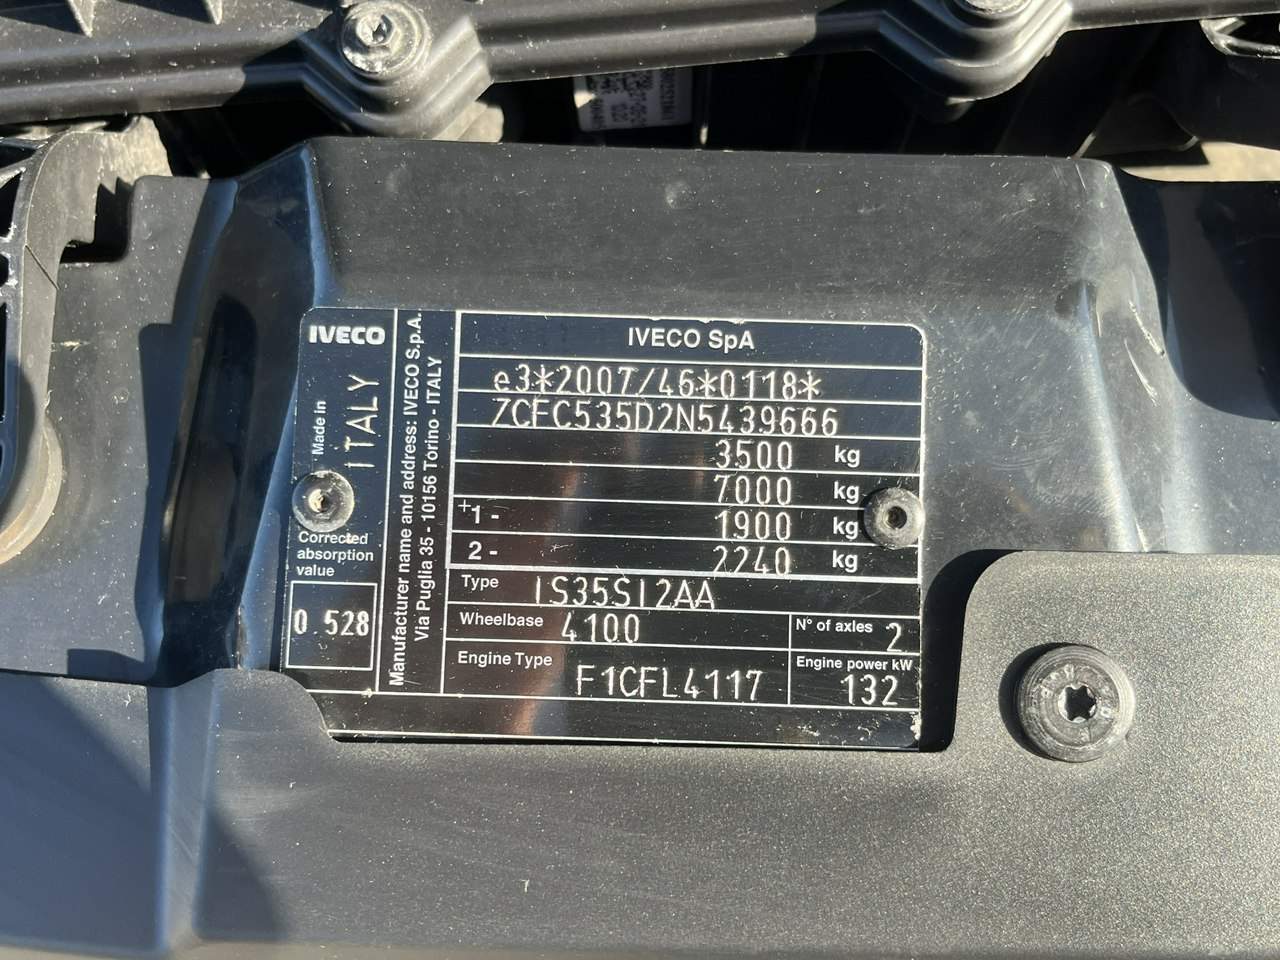 IVECO
Made in
ITALY
Corrected
absorption
value
0.528
Manufacturer name and address: IVECO S.p.A.
Via Puglia 35 - 10156 Torino - ITALY
IVECO SpA
e3*2007/46*0118*
ZCFC535D2N5439666
3500 kg
7000 kg
1 - 1900 kg
2 - 2240 kg
Type IS35SI2AA
Wheelbase 4100
N° of axles 2
Engine Type F1CFL4117
Engine power kW
132